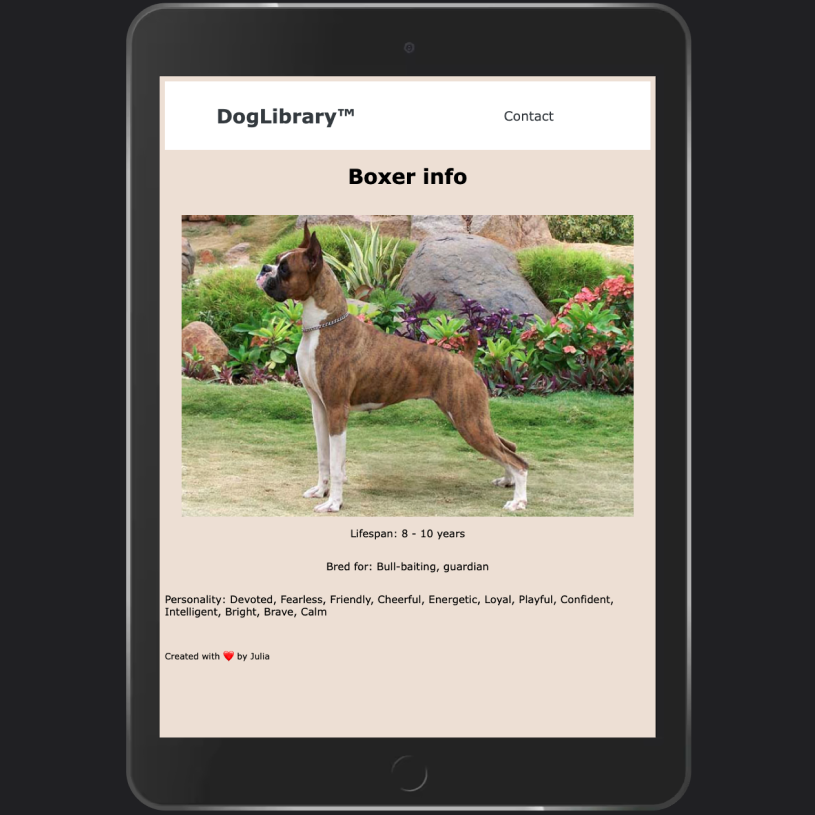 DogLibrary™
Contact
Boxer info
Lifespan: 8 - 10 years
Bred for: Bull-baiting, guardian
Personality: Devoted, Fearless, Friendly, Cheerful, Energetic, Loyal, Playful, Confident,
Intelligent, Bright, Brave, Calm
Created with ❤️ by Julia